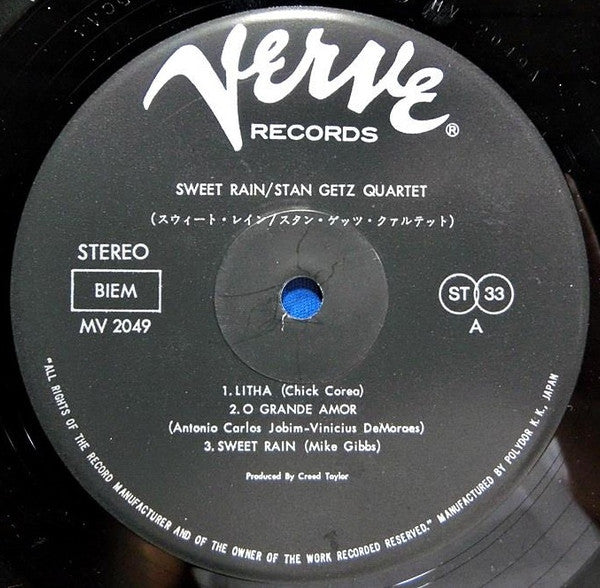 Verve
RECORDS ®
SWEET RAIN/STAN GETZ QUARTET
(スウィート・レイン/スタン・ゲッツ・クァルテット)
STEREO
BIEM
MV 2049
ST 33
A
1. LITHA (Chick Corea)
2. O GRANDE AMOR
(Antonio Carlos Jobim-Vinicius DeMoraes)
3. SWEET RAIN (Mike Gibbs)
Produced By Creed Taylor
"ALL RIGHTS OF THE RECORD MANUFACTURER AND OF THE OWNER OF THE WORK RECORDED RESERVED." MANUFACTURED BY POLYDOR K. K., JAPAN